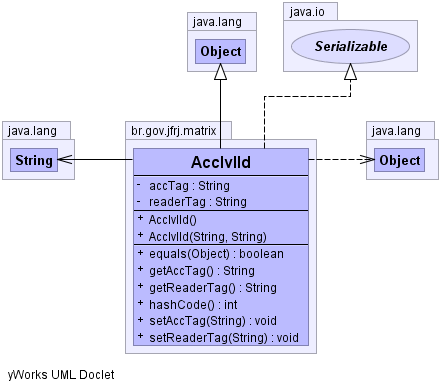 java.lang
Object
java.io
Serializable
java.lang
String
br.gov.jfrj.matrix
java.lang
Object
AcclvlId
- accTag : String
- readerTag : String
+ AcclvlId()
+ AcclvlId(String, String)
+ equals(Object) : boolean
+ getAccTag() : String
+ getReaderTag() : String
+ hashCode() : int
+ setAccTag(String) : void
+ setReaderTag(String) : void
yWorks UML Doclet